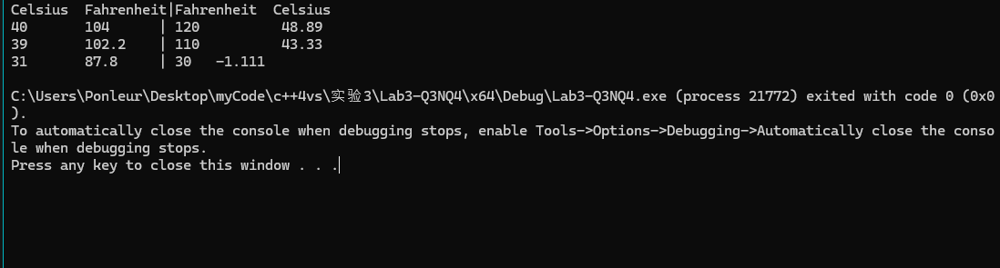 Celsius  Fahrenheit|Fahrenheit  Celsius
40       104      | 120          48.89
39       102.2    | 110          43.33
31       87.8     | 30   -1.111
C:\Users\Ponleur\Desktop\myCode\c++4vs\实验3\Lab3-Q3NQ4\x64\Debug\Lab3-Q3NQ4.exe (process 21772) exited with code 0 (0x0
).
To automatically close the console when debugging stops, enable Tools->Options->Debugging->Automatically close the conso
le when debugging stops.
Press any key to close this window . . .